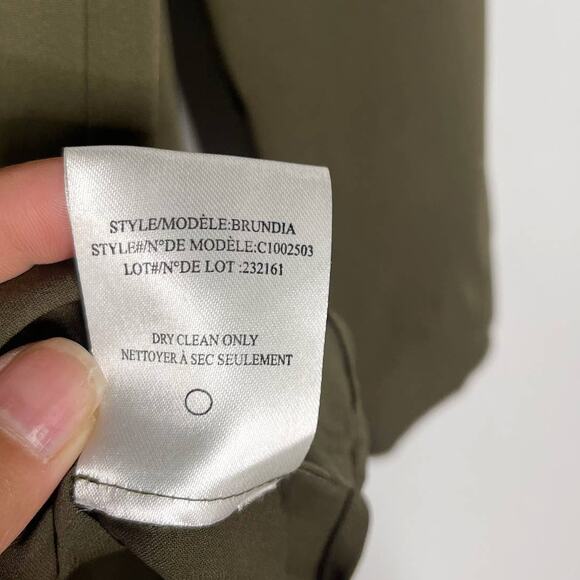 STYLE/MODÈLE:BRUNDIA
STYLE#/N°DE MODÈLE:C1002503
LOT#/N°DE LOT :232161
DRY CLEAN ONLY
NETTOYER À SEC SEULEMENT